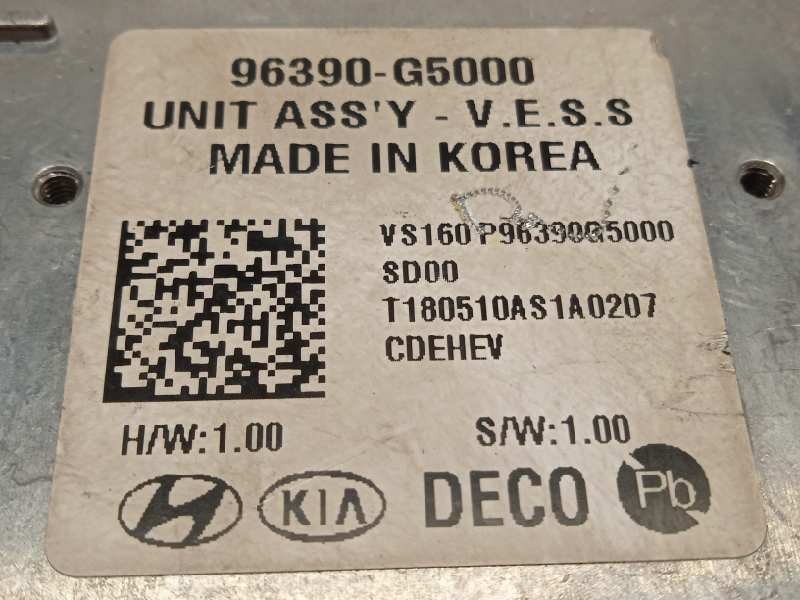 96390-G5000
UNIT ASS'Y - V.E.S.S
MADE IN KOREA
VS160 P96390G5000
SD00
T180510AS1A0207
CDEHEV
H/W:1.00 S/W:1.00
H KIA DECO Pb